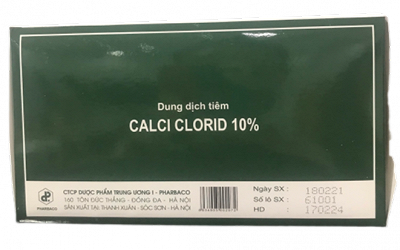 Dung dịch tiêm
CALCI CLORID 10%
CTCP DƯỢC PHẨM TRUNG ƯƠNG I - PHARBACO
160 TÔN ĐỨC THẮNG - ĐỐNG ĐA - HÀ NỘI
SẢN XUẤT TẠI: THANH XUÂN - SÓC SƠN - HÀ NỘI
PHARBACO
Ngày SX : 180221
Số lô SX : 61001
HD : 170224